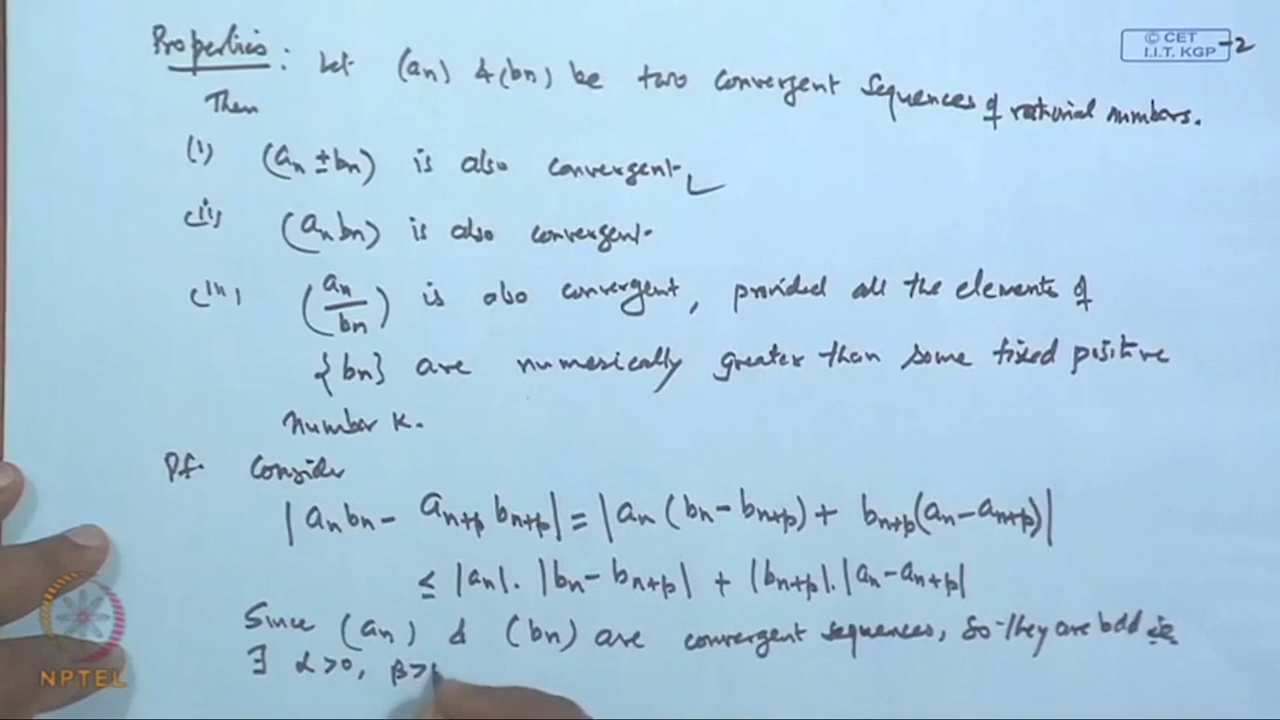 © CET
I.I.T. KGP -2
Properties : Let (an) & (bn) be two convergent sequences of rational numbers.
Then
(i) (an ± bn) is also convergent
(ii) (an bn) is also convergent.
(iii) (an/bn) is also convergent, provided all the elements of
{bn} are numerically greater than some fixed positive
number K.
Pf. Consider
|an bn - an+p bn+p| = |an (bn - bn+p) + bn+p (an - an+p)|
≤ |an| . |bn - bn+p| + |bn+p| . |an - an+p|
Since (an) & (bn) are convergent sequences, so they are bdd ie
∃ α>0, β>
NPTEL